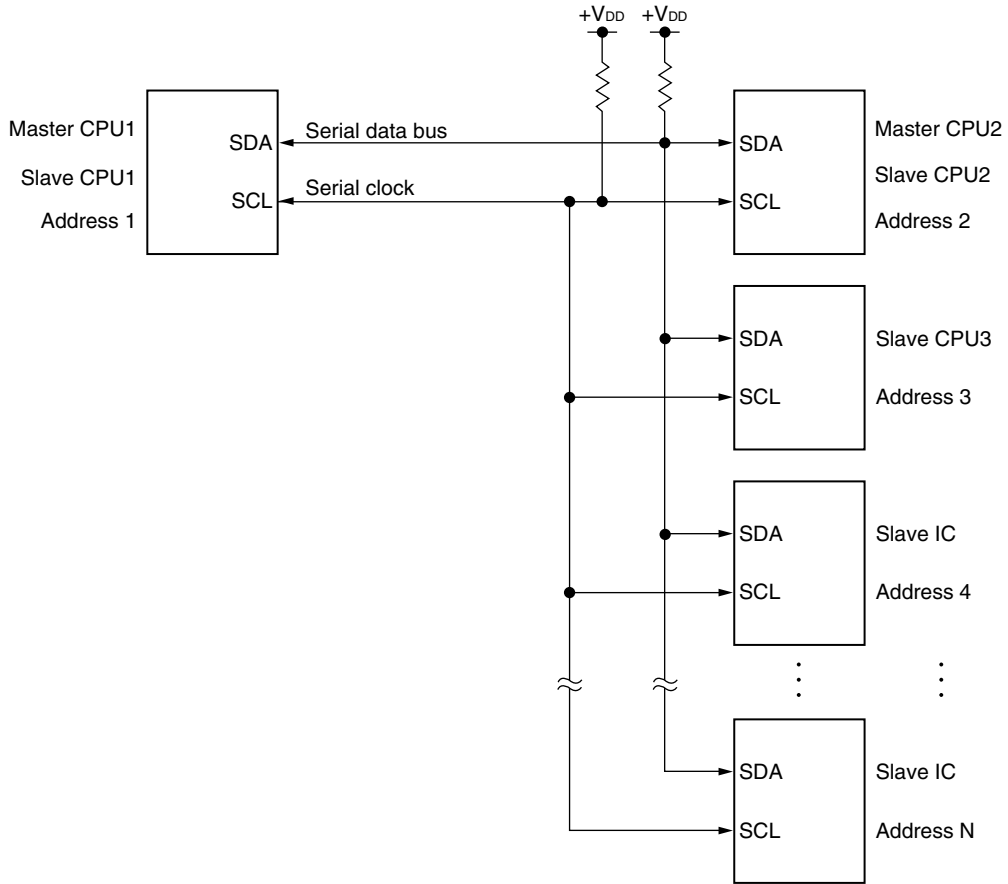 +VDD
+VDD
Master CPU1
Slave CPU1
Address 1
SDA
SCL
Serial data bus
Serial clock
SDA
SCL
Master CPU2
Slave CPU2
Address 2
SDA
SCL
Slave CPU3
Address 3
SDA
SCL
Slave IC
Address 4
SDA
SCL
Slave IC
Address N